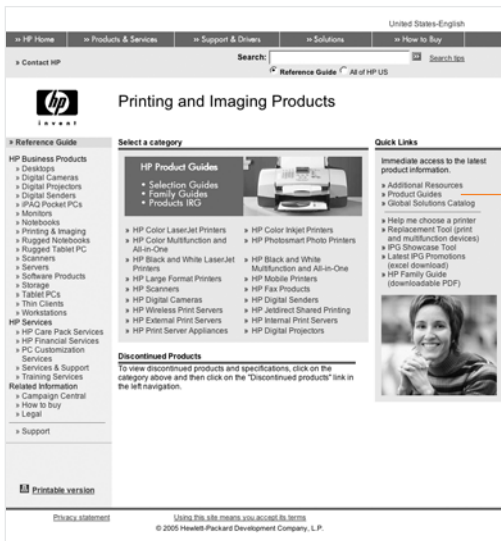 United States-English
» HP Home
» Products & Services
» Support & Drivers
» Solutions
» How to Buy
» Contact HP
Search:
» Search tips
Reference Guide All of HP US
hp
invent
Printing and Imaging Products
» Reference Guide
HP Business Products
» Desktops
» Digital Cameras
» Digital Projectors
» Digital Senders
» iPAQ Pocket PCs
» Monitors
» Notebooks
» Printing & Imaging
» Rugged Notebooks
» Rugged Tablet PC
» Scanners
» Servers
» Software Products
» Storage
» Tablet PCs
» Thin Clients
» Workstations
HP Services
» HP Care Pack Services
» HP Financial Services
» PC Customization
Services
» Services & Support
» Training Services
Related Information
» Campaign Central
» How to buy
» Legal
» Support
Printable version
Select a category
HP Product Guides
• Selection Guides
• Family Guides
• Products IRG
» HP Color LaserJet Printers
» HP Color Multifunction and
All-in-One
» HP Black and White LaserJet
Printers
» HP Large Format Printers
» HP Scanners
» HP Digital Cameras
» HP Wireless Print Servers
» HP External Print Servers
» HP Print Server Appliances
» HP Color Inkjet Printers
» HP Photosmart Photo Printers
» HP Black and White
Multifunction and All-in-One
» HP Mobile Printers
» HP Fax Products
» HP Digital Senders
» HP Jetdirect Shared Printing
» HP Internal Print Servers
» HP Digital Projectors
Discontinued Products
To view discontinued products and specifications, click on the
category above and then click on the "Discontinued products" link in
the left navigation.
Quick Links
Immediate access to the latest
product information.
» Additional Resources
» Product Guides
» Global Solutions Catalog
» Help me choose a printer
» Replacement Tool (print
and multifunction devices)
» IPG Showcase Tool
» Latest IPG Promotions
(excel download)
» HP Family Guide
(downloadable PDF)
Privacy statement
Using this site means you accept its terms
© 2005 Hewlett-Packard Development Company, L.P.